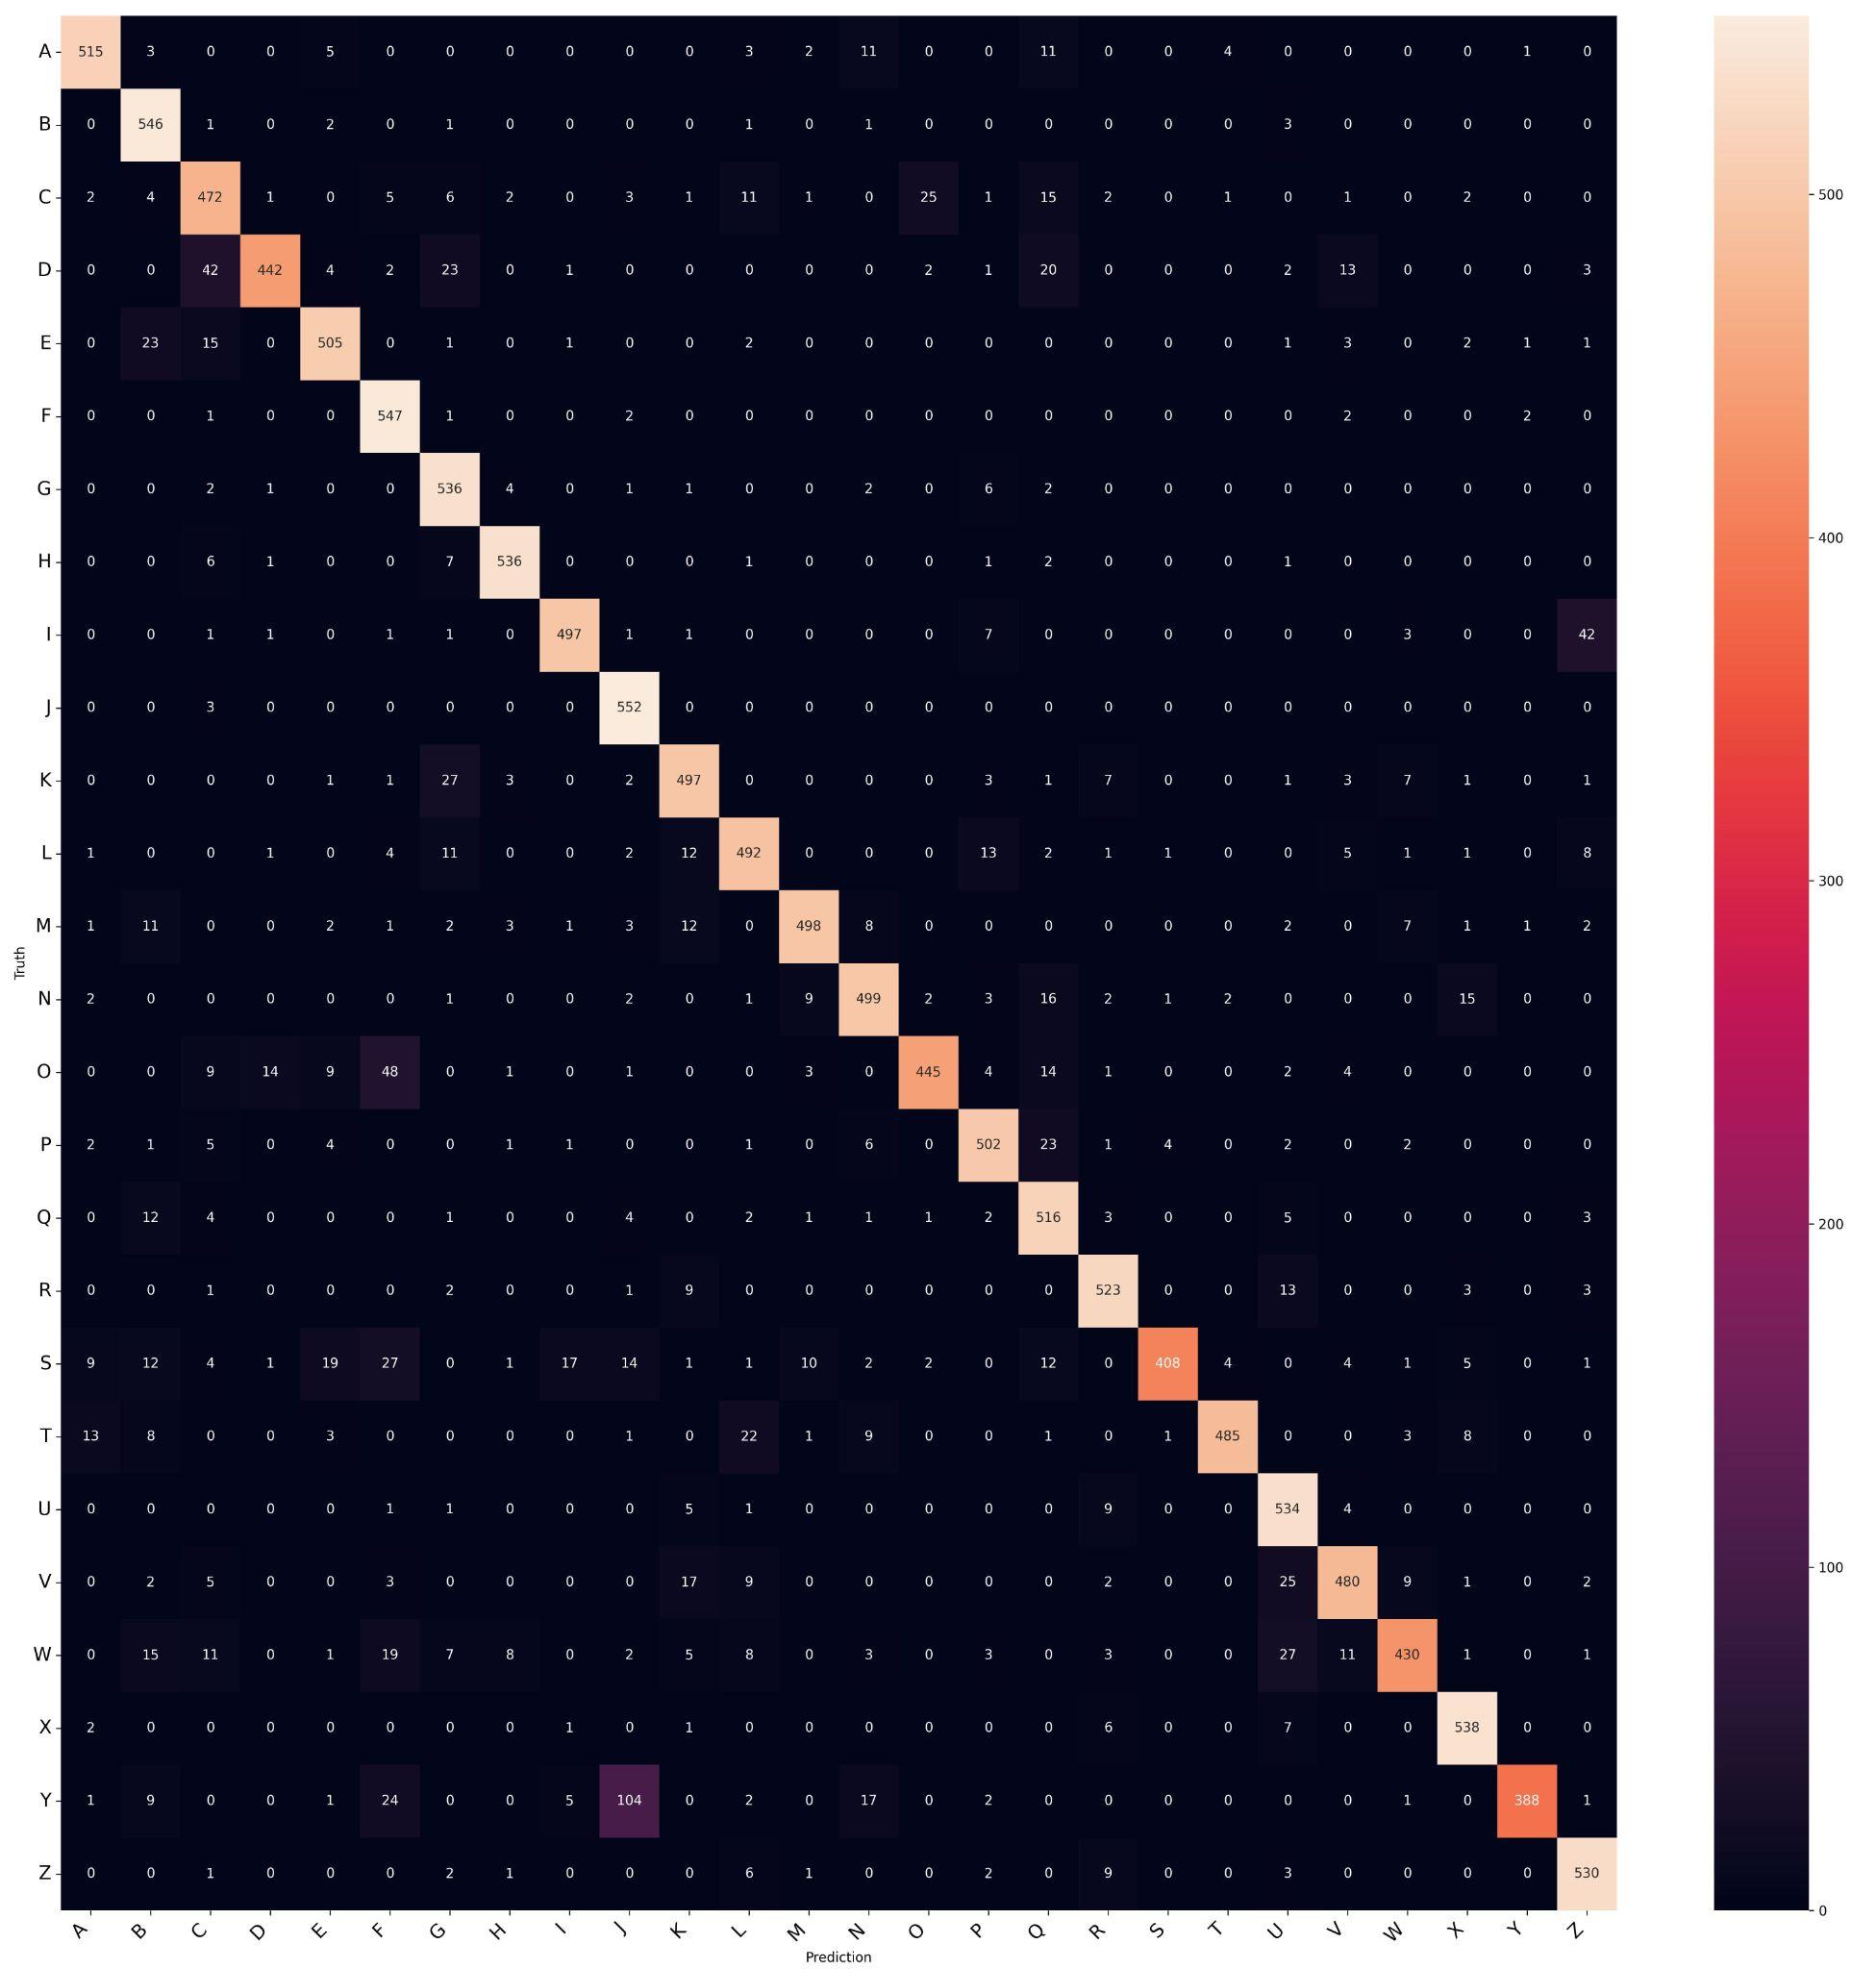 A 515 3 0 0 5 0 0 0 0 0 0 3 2 11 0 0 11 0 0 4 0 0 0 0 1 0
B 0 546 1 0 2 0 1 0 0 0 0 1 0 1 0 0 0 0 0 0 3 0 0 0 0 0
C 2 4 472 1 0 5 6 2 0 3 1 11 1 0 25 1 15 2 0 1 0 1 0 2 0 0
500
D 0 0 42 442 4 2 23 0 1 0 0 0 0 0 2 1 20 0 0 0 2 13 0 0 0 3
E 0 23 15 0 505 0 1 0 1 0 0 2 0 0 0 0 0 0 0 0 1 3 0 2 1 1
F 0 0 1 0 0 547 1 0 0 2 0 0 0 0 0 0 0 0 0 0 0 2 0 0 2 0
G 0 0 2 1 0 0 536 4 0 1 1 0 0 2 0 6 2 0 0 0 0 0 0 0 0 0
400
H 0 0 6 1 0 0 7 536 0 0 0 1 0 0 0 1 2 0 0 0 1 0 0 0 0 0
I 0 0 1 1 0 1 1 0 497 1 1 0 0 0 0 7 0 0 0 0 0 0 3 0 0 42
J 0 0 3 0 0 0 0 0 0 552 0 0 0 0 0 0 0 0 0 0 0 0 0 0 0 0
K 0 0 0 0 1 1 27 3 0 2 497 0 0 0 0 3 1 7 0 0 1 3 7 1 0 1
L 1 0 0 1 0 4 11 0 0 2 12 492 0 0 0 13 2 1 1 0 0 5 1 1 0 8
300
M 1 11 0 0 2 1 2 3 1 3 12 0 498 8 0 0 0 0 0 0 2 0 7 1 1 2
Truth
N 2 0 0 0 0 0 1 0 0 2 0 1 9 499 2 3 16 2 1 2 0 0 0 15 0 0
O 0 0 9 14 9 48 0 1 0 1 0 0 3 0 445 4 14 1 0 0 2 4 0 0 0 0
P 2 1 5 0 4 0 0 1 1 0 0 1 0 6 0 502 23 1 4 0 2 0 2 0 0 0
Q 0 12 4 0 0 0 1 0 0 4 0 2 1 1 1 2 516 3 0 0 5 0 0 0 0 3
200
R 0 0 1 0 0 0 2 0 0 1 9 0 0 0 0 0 0 523 0 0 13 0 0 3 0 3
S 9 12 4 1 19 27 0 1 17 14 1 1 10 2 2 0 12 0 408 4 0 4 1 5 0 1
T 13 8 0 0 3 0 0 0 0 1 0 22 1 9 0 0 1 0 1 485 0 0 3 8 0 0
U 0 0 0 0 0 1 1 0 0 0 5 1 0 0 0 0 0 9 0 0 534 4 0 0 0 0
100
V 0 2 5 0 0 3 0 0 0 0 17 9 0 0 0 0 0 2 0 0 25 480 9 1 0 2
W 0 15 11 0 1 19 7 8 0 2 5 8 0 3 0 3 0 3 0 0 27 11 430 1 0 1
X 2 0 0 0 0 0 0 0 1 0 1 0 0 0 0 0 0 6 0 0 7 0 0 538 0 0
Y 1 9 0 0 1 24 0 0 5 104 0 2 0 17 0 2 0 0 0 0 0 0 1 0 388 1
Z 0 0 1 0 0 0 2 1 0 0 0 6 1 0 0 2 0 9 0 0 3 0 0 0 0 530
0
A B C D E F G H I J K L M N O P Q R S T U V W X Y Z
Prediction